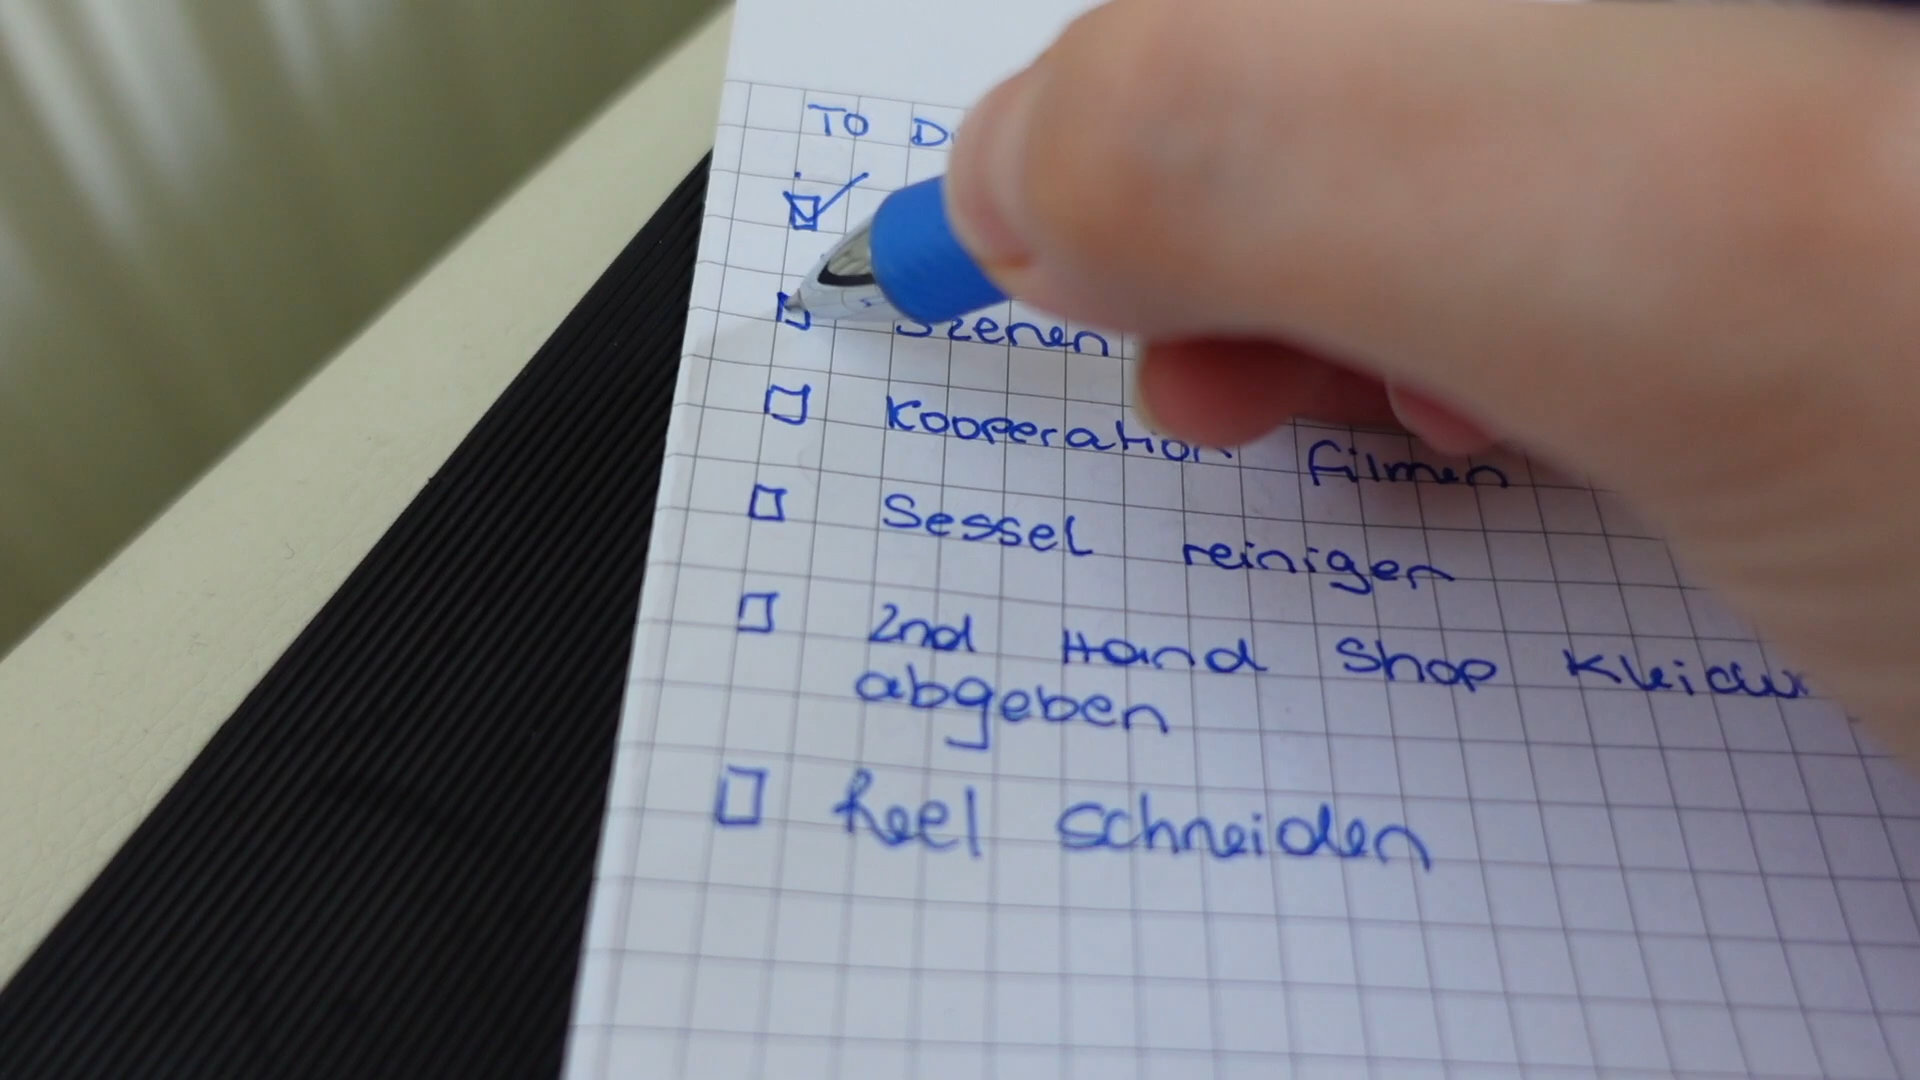 TO
Szenen
Kooperation filmen
Sessel reinigen
2nd Hand Shop
abgeben
Reel schneiden